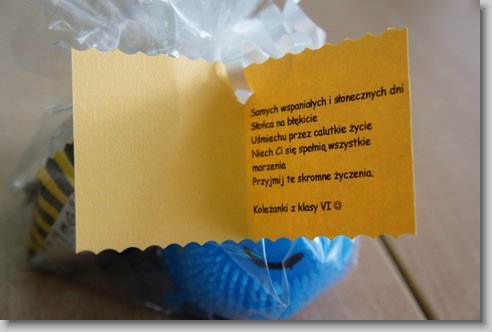 Samych wspaniałych i słonecznych dni
Słońca na błękicie
Uśmiechu przez calutkie życie
Niech Ci się spełnią wszystkie
marzenia
Przyjmij te skromne życzenia.
Koleżanki z klasy VI ☺